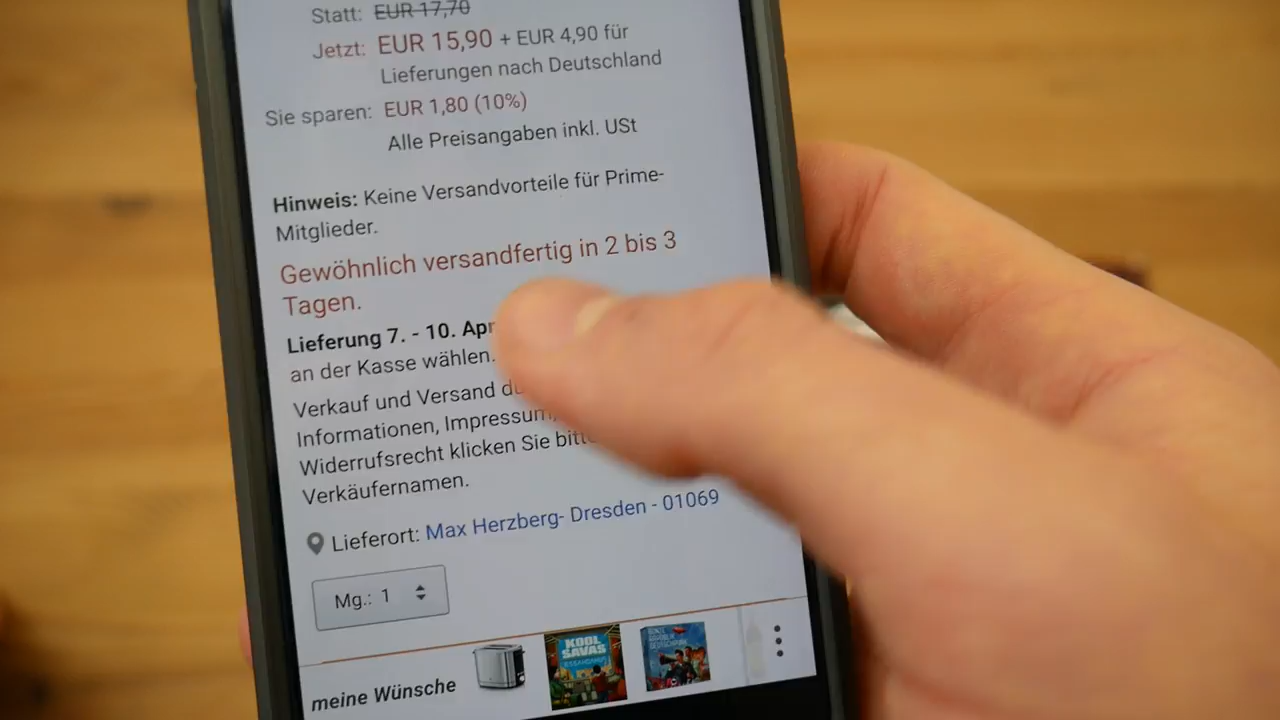 Statt: EUR 17,70
Jetzt: EUR 15,90 + EUR 4,90 für
Lieferungen nach Deutschland
Sie sparen: EUR 1,80 (10%)
Alle Preisangaben inkl. USt
Hinweis: Keine Versandvorteile für Prime-
Mitglieder.
Gewöhnlich versandfertig in 2 bis 3
Tagen.
Lieferung 7. - 10. Apr
an der Kasse wählen.
Verkauf und Versand du
Informationen, Impressum,
Widerrufsrecht klicken Sie bitte
Verkäufernamen.
Lieferort: Max Herzberg- Dresden - 01069
Mg.: 1
meine Wünsche
KOOL
SAVAS
ESSAHDAMUS